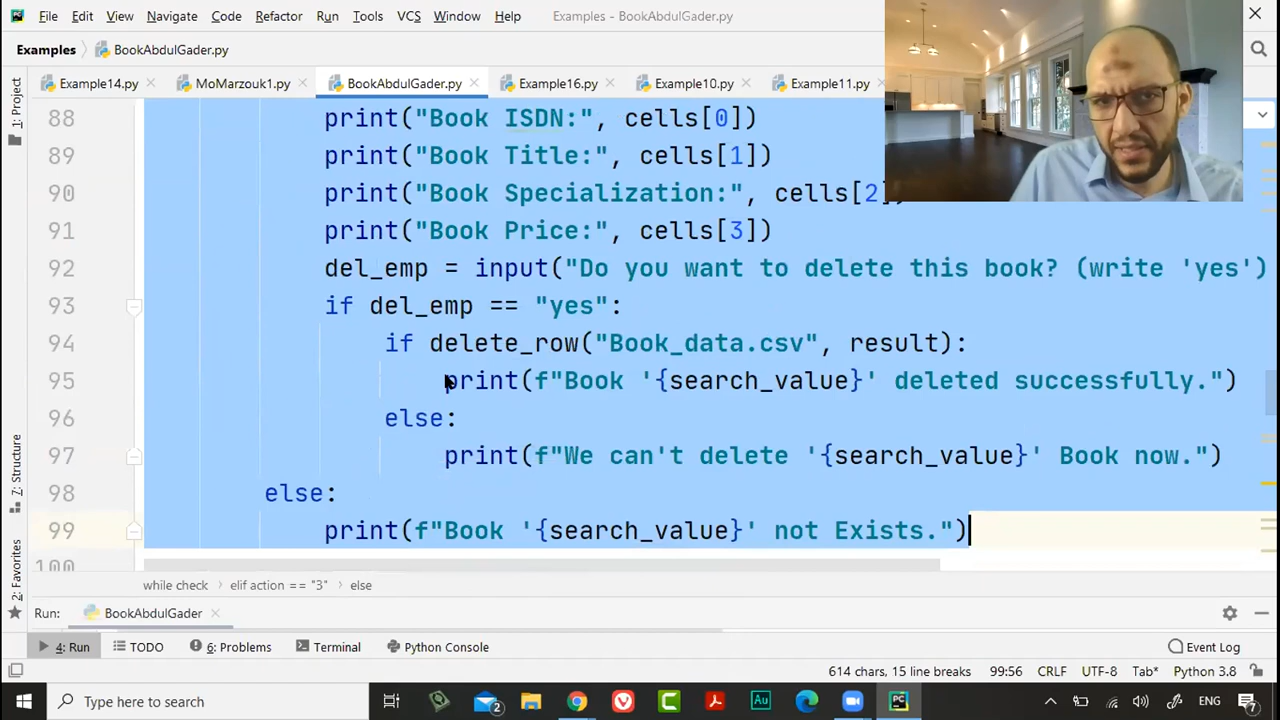 File Edit View Navigate Code Refactor Run Tools VCS Window Help Examples - BookAbdulGader.py
Examples BookAbdulGader.py
Example14.py MoMarzouk1.py BookAbdulGader.py Example16.py Example10.py Example11.py
1: Project
Z: Structure
2: Favorites
88 print("Book ISDN:", cells[0])
89 print("Book Title:", cells[1])
90 print("Book Specialization:", cells[2
91 print("Book Price:", cells[3])
92 del_emp = input("Do you want to delete this book? (write 'yes')
93 if del_emp == "yes":
94 if delete_row("Book_data.csv", result):
95 print(f"Book '{search_value}' deleted successfully.")
96 else:
97 print(f"We can't delete '{search_value}' Book now.")
98 else:
99 print(f"Book '{search_value}' not Exists.")
100
while check elif action == "3" else
Run: BookAbdulGader
4: Run TODO 6: Problems Terminal Python Console Event Log
614 chars, 15 line breaks 99:56 CRLF UTF-8 Tab* Python 3.8
Type here to search 2 Au ENG 7